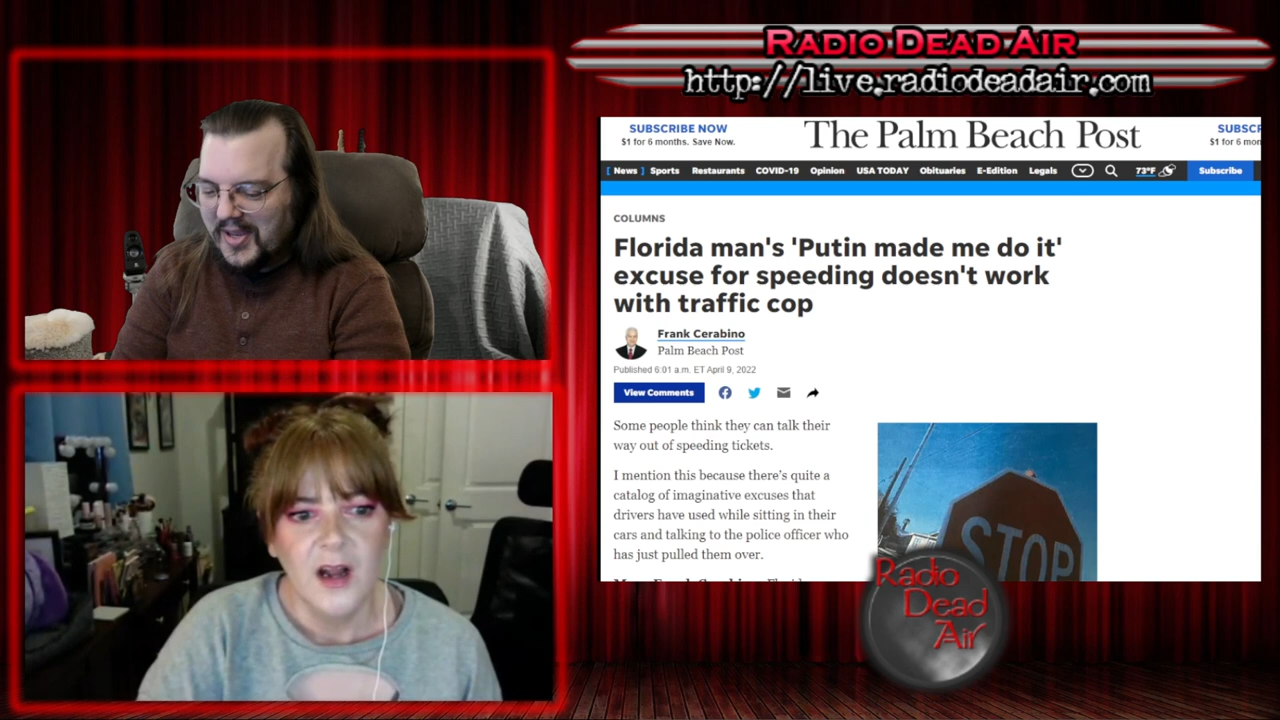 Radio Dead Air
http://live.radiodeadair.com
SUBSCRIBE NOW
$1 for 6 months. Save Now.
The Palm Beach Post
SUBSC
$1 for 6 mon
[ News ] Sports Restaurants COVID-19 Opinion USA TODAY Obituaries E-Edition Legals 73°F Subscribe
COLUMNS
Florida man's 'Putin made me do it'
excuse for speeding doesn't work
with traffic cop
Frank Cerabino
Palm Beach Post
Published 6:01 a.m. ET April 9, 2022
View Comments
Some people think they can talk their
way out of speeding tickets.
I mention this because there's quite a
catalog of imaginative excuses that
drivers have used while sitting in their
cars and talking to the police officer who
has just pulled them over.
STOP
Radio
Dead
Air